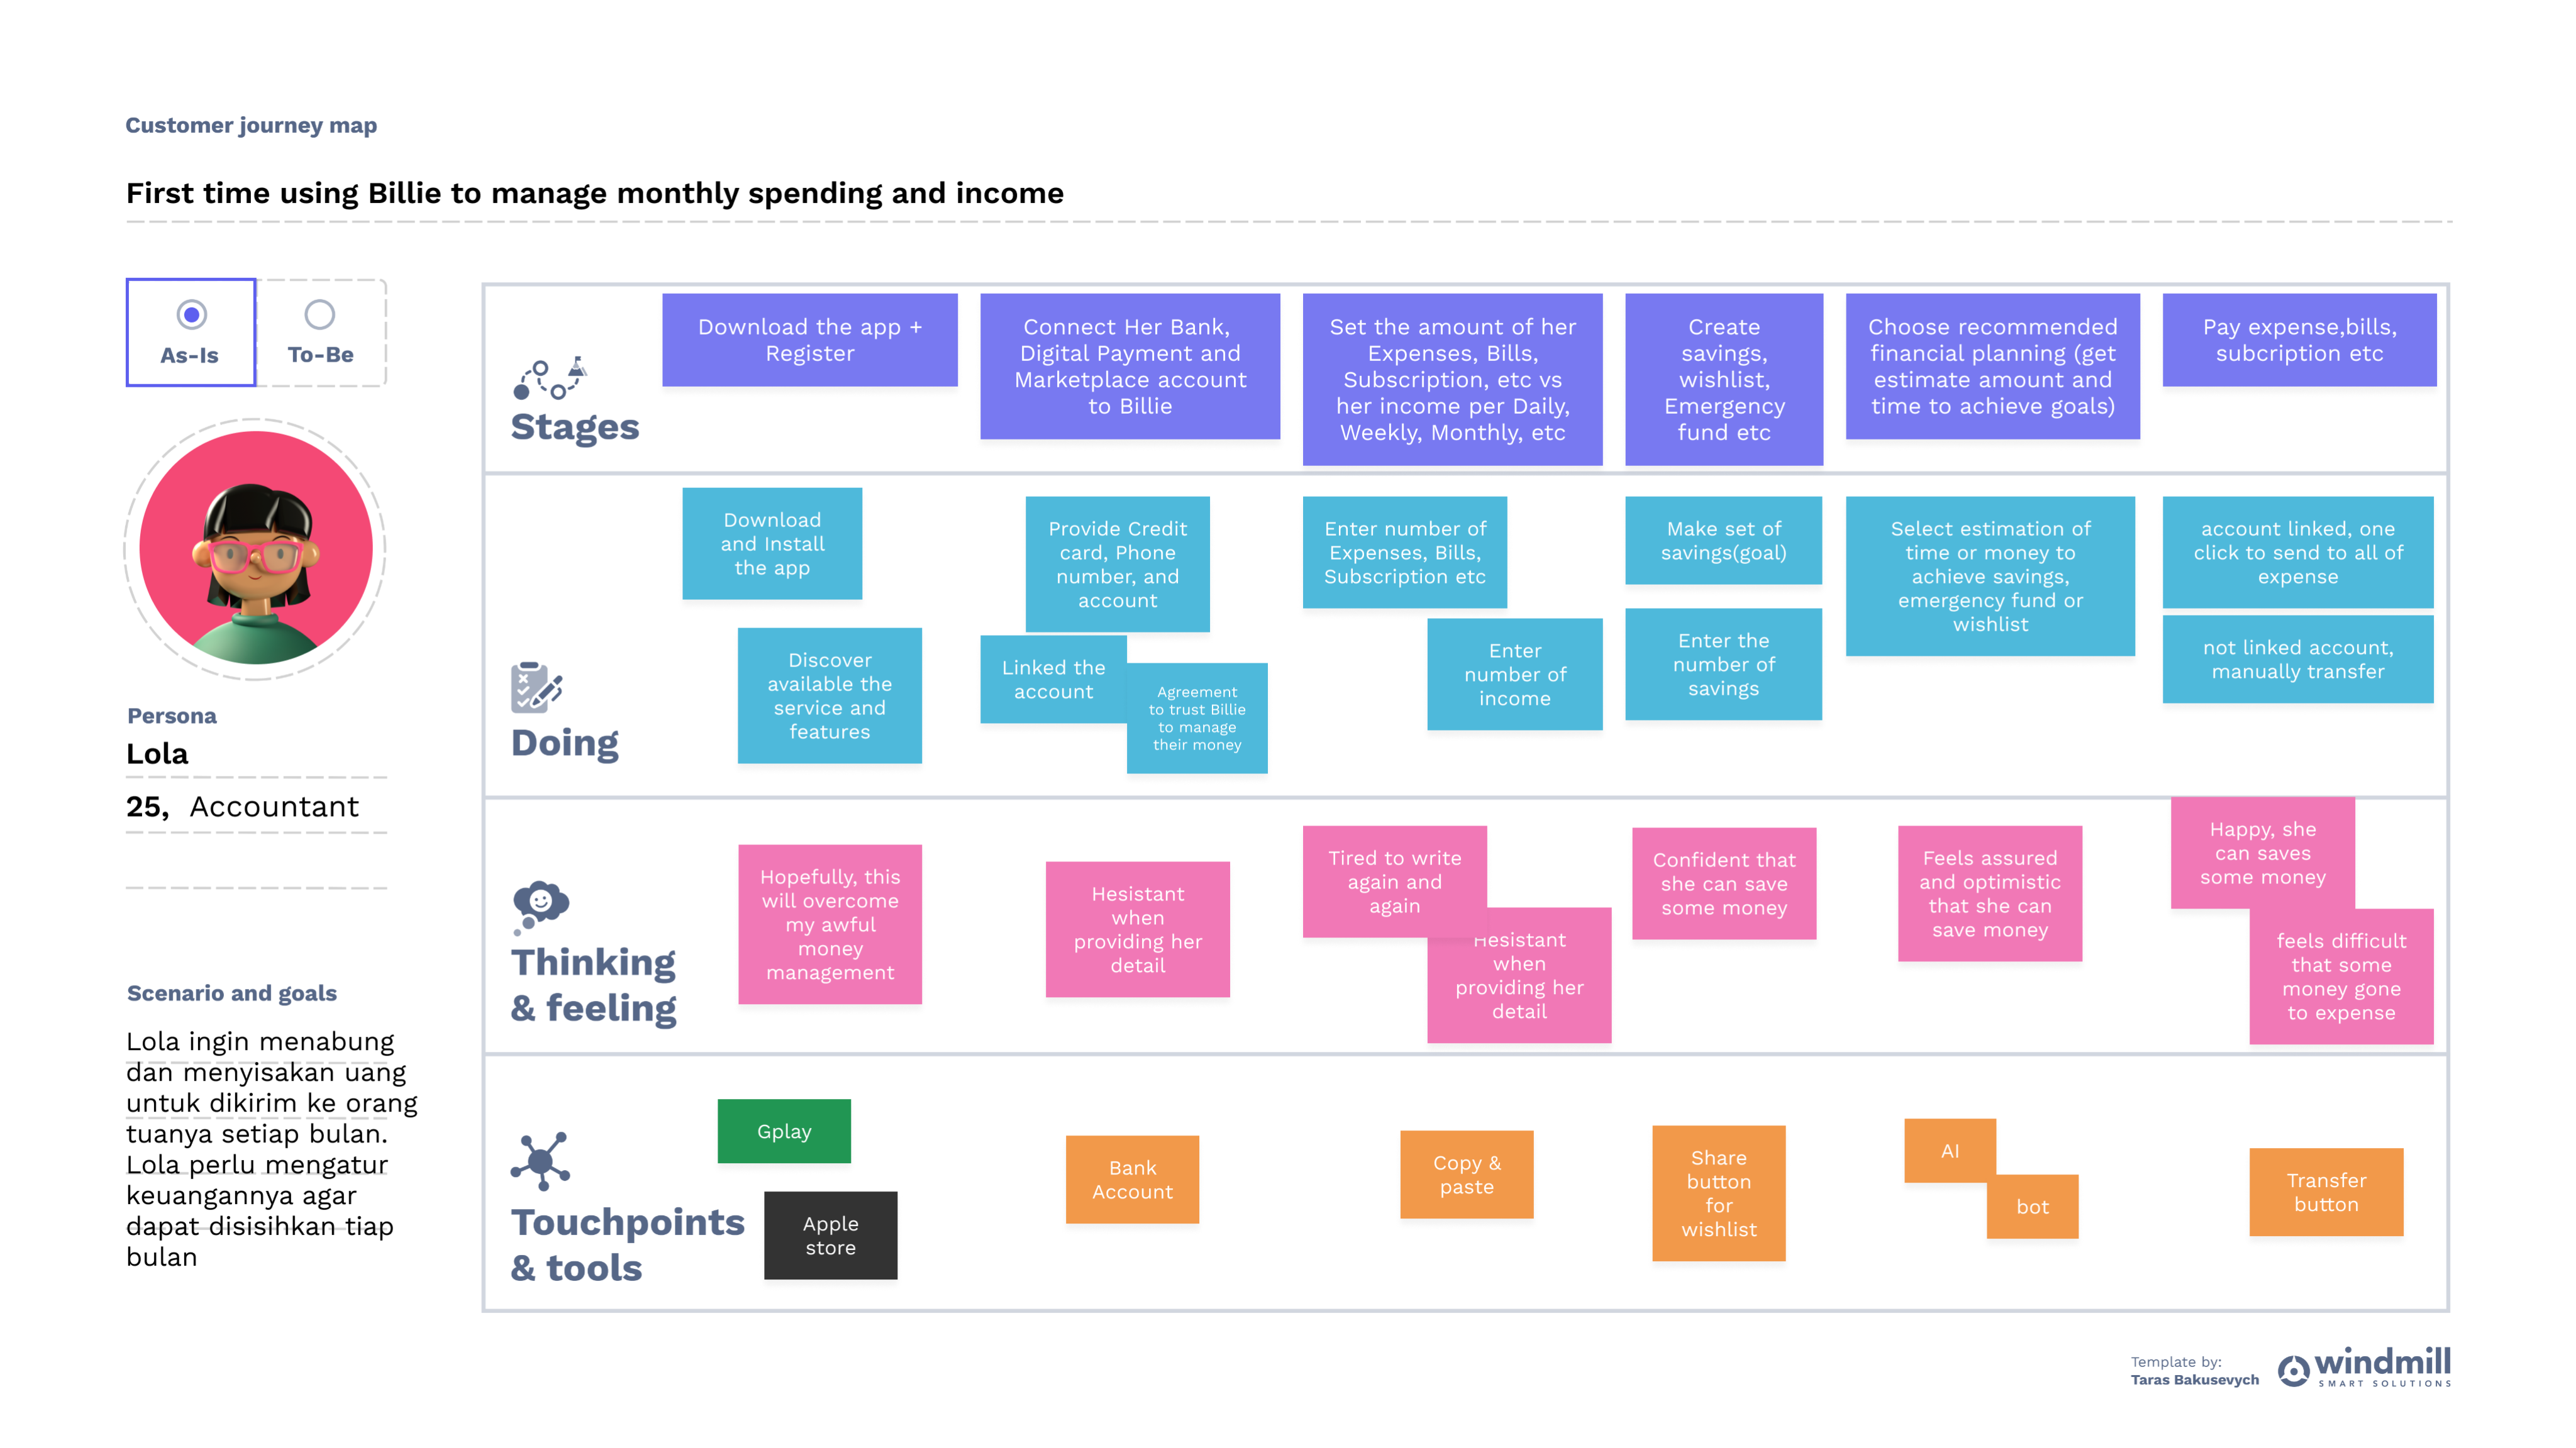 Customer journey map
First time using Billie to manage monthly spending and income
As-Is
To-Be
Persona
Lola
25, Accountant
Scenario and goals
Lola ingin menabung
dan menyisakan uang
untuk dikirim ke orang
tuanya setiap bulan.
Lola perlu mengatur
keuangannya agar
dapat disisihkan tiap
bulan
Stages
Download the app +
Register
Connect Her Bank,
Digital Payment and
Marketplace account
to Billie
Set the amount of her
Expenses, Bills,
Subscription, etc vs
her income per Daily,
Weekly, Monthly, etc
Create
savings,
wishlist,
Emergency
fund etc
Choose recommended
financial planning (get
estimate amount and
time to achieve goals)
Pay expense,bills,
subcription etc
Doing
Download
and Install
the app
Discover
available the
service and
features
Provide Credit
card, Phone
number, and
account
Linked the
account
Agreement
to trust Billie
to manage
their money
Enter number of
Expenses, Bills,
Subscription etc
Enter
number of
income
Make set of
savings(goal)
Enter the
number of
savings
Select estimation of
time or money to
achieve savings,
emergency fund or
wishlist
account linked, one
click to send to all of
expense
not linked account,
manually transfer
Thinking
& feeling
Hopefully, this
will overcome
my awful
money
management
Hesistant
when
providing her
detail
Tired to write
again and
again
Hesistant
when
providing her
detail
Confident that
she can save
some money
Feels assured
and optimistic
that she can
save money
Happy, she
can saves
some money
feels difficult
that some
money gone
to expense
Touchpoints
& tools
Gplay
Apple
store
Bank
Account
Copy &
paste
Share
button
for
wishlist
AI
bot
Transfer
button
Template by:
Taras Bakusevych
windmill
SMART SOLUTIONS